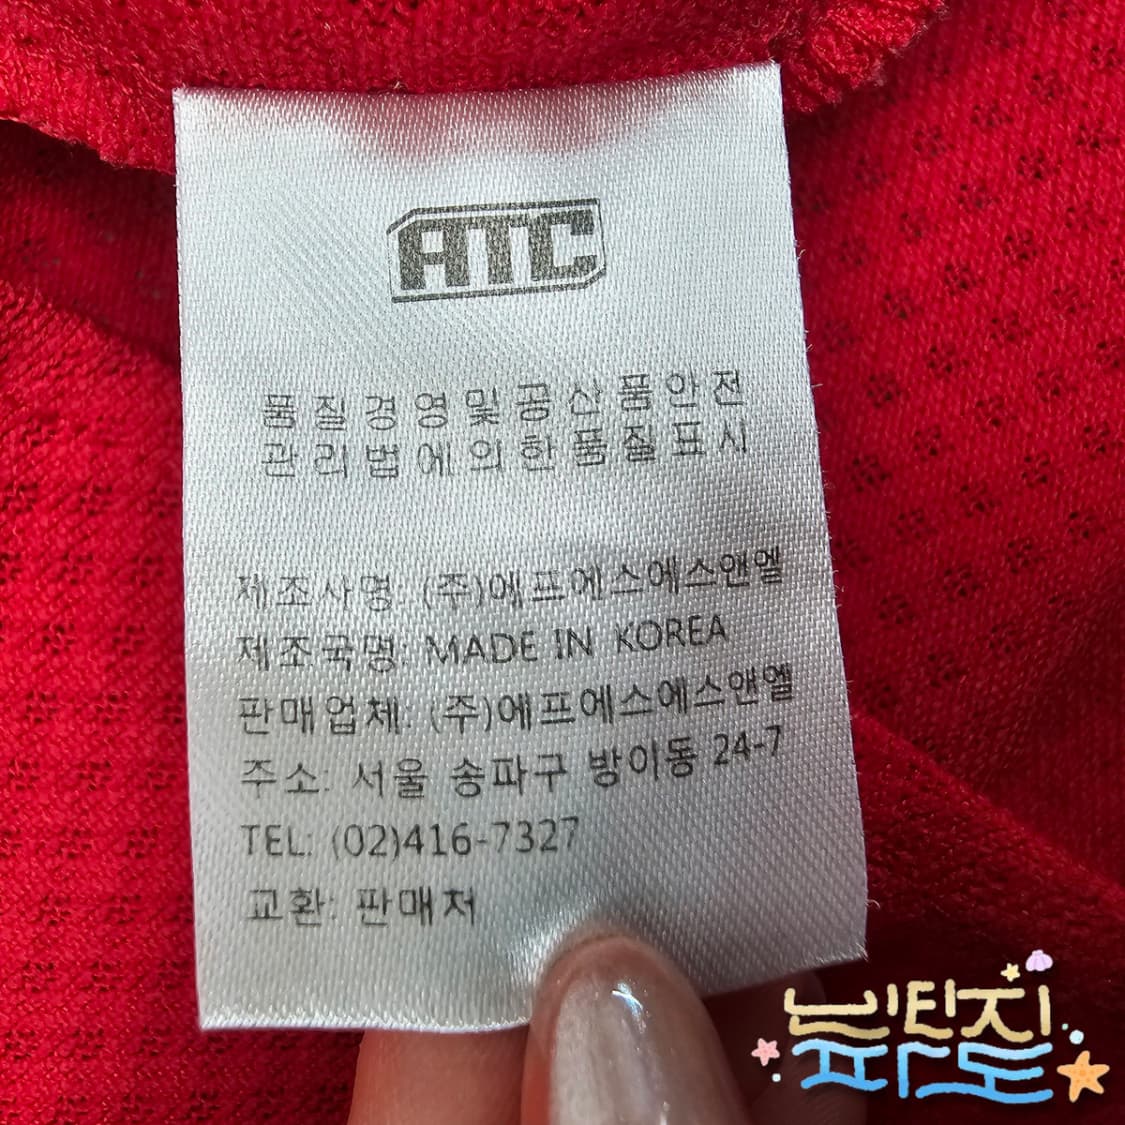 ATC
품질경영및공산품안전
관리법에의한품질표시
제조사명: (주)에프에스에스앤엘
제조국명: MADE IN KOREA
판매업체: (주)에프에스에스앤엘
주소: 서울 송파구 방이동 24-7
TEL: (02)416-7327
교환: 판매처
빈티지
파도